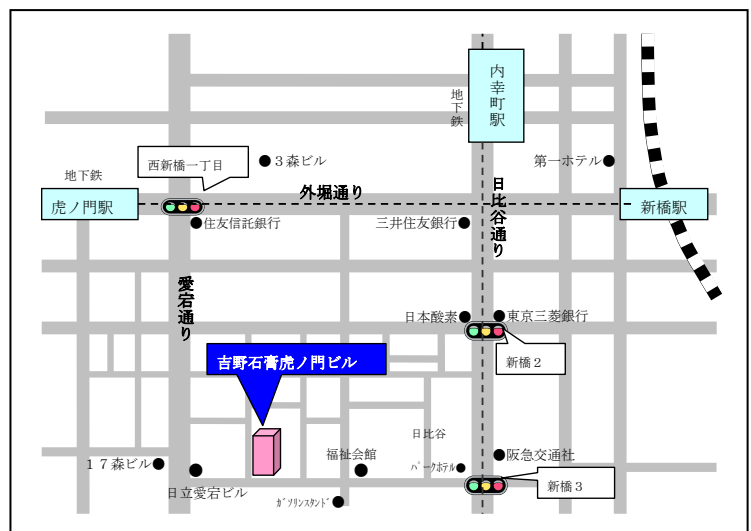 内幸町駅
地下鉄
西新橋一丁目
●3森ビル
第一ホテル●
地下鉄
虎ノ門駅
外堀通り
日比谷通り
新橋駅
●住友信託銀行
三井住友銀行●
愛宕通り
日本酸素●
●東京三菱銀行
吉野石膏虎ノ門ビル
新橋2
日比谷
パークホテル●
17森ビル●
福祉会館
●阪急交通社
日立愛宕ビル
新橋3
ガソリンスタンド●